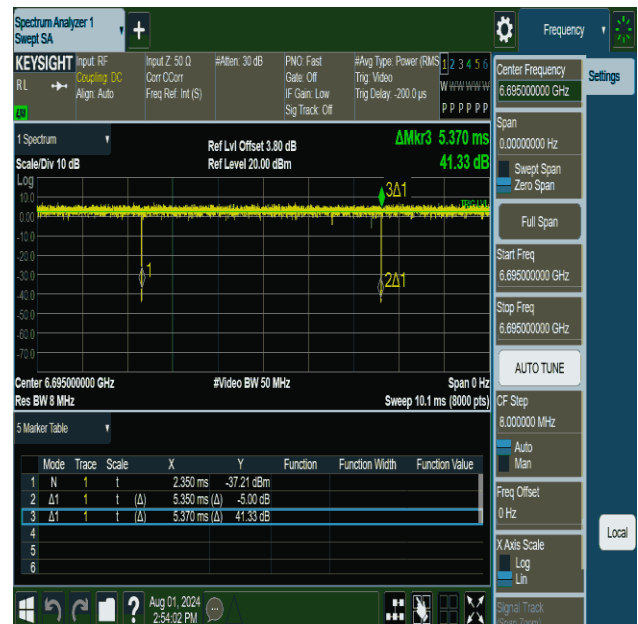 Spectrum Analyzer 1
Swept SA
+
Frequency
KEYSIGHT Input: RF Input Z: 50 Ω #Atten: 30 dB PNO: Fast #Avg Type: Power (RMS 1 2 3 4 5 6
RL Coupling: DC Corr CCorr Gate: Off Trig: Video W W W W W W
Align: Auto Freq Ref: Int (S) IF Gain: Low Trig Delay: -200.0 µs
Sig Track: Off P P P P P P
1 Spectrum
Ref Lvl Offset 3.80 dB ΔMkr3 5.370 ms
Scale/Div 10 dB Ref Level 20.00 dBm 41.33 dB
Log
10.0
0.00
-10.0
-20.0
-30.0
-40.0
-50.0
-60.0
-70.0
3Δ1
TRIG LVL
1
2Δ1
Center 6.695000000 GHz #Video BW 50 MHz Span 0 Hz
Res BW 8 MHz Sweep 10.1 ms (8000 pts)
5 Marker Table
Mode Trace Scale X Y Function Function Width Function Value
1 N 1 t 2.350 ms -37.21 dBm
2 Δ1 1 t (Δ) 5.350 ms (Δ) -5.00 dB
3 Δ1 1 t (Δ) 5.370 ms (Δ) 41.33 dB
4
5
6
Center Frequency
6.695000000 GHz
Settings
Span
0.00000000 Hz
Swept Span
Zero Span
Full Span
Start Freq
6.695000000 GHz
Stop Freq
6.695000000 GHz
AUTO TUNE
CF Step
8.000000 MHz
Auto
Man
Freq Offset
0 Hz
X Axis Scale
Log
Lin
Local
Signal Track
(Span Zoom)
? Aug 01, 2024
2:54:02 PM